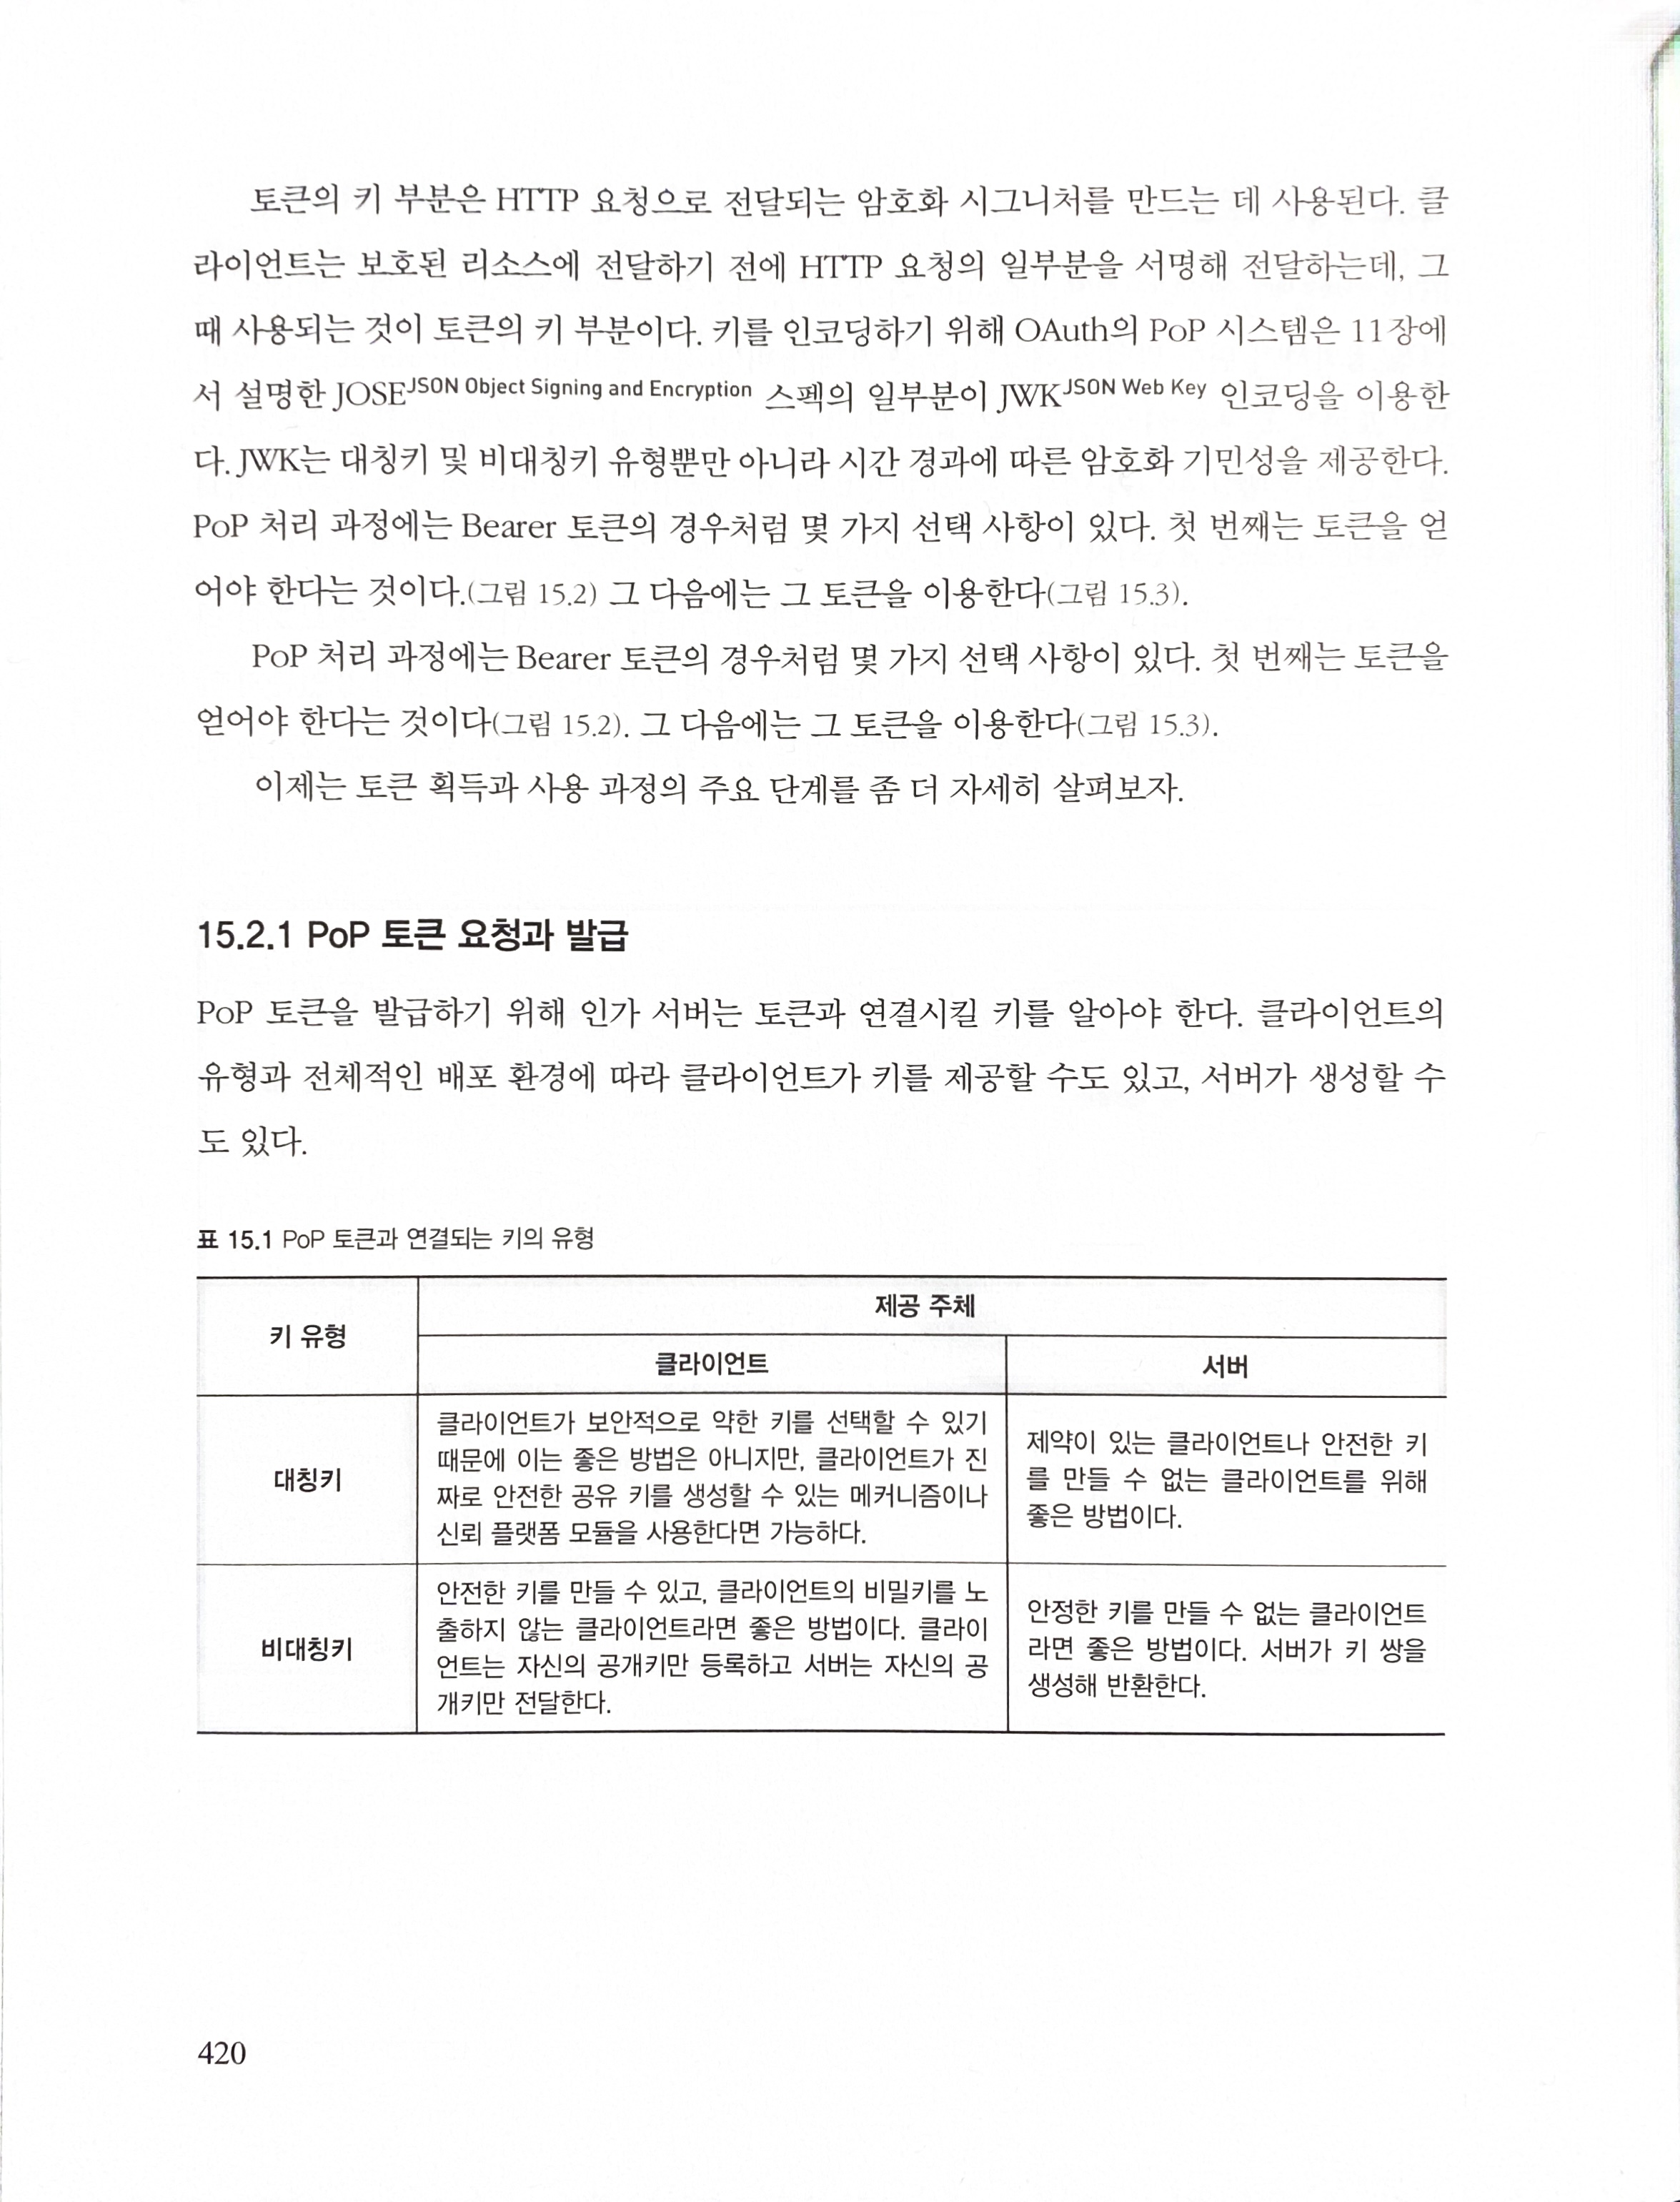 토큰의 키 부분은 HTTP 요청으로 전달되는 암호화 시그니처를 만드는 데 사용된다. 클
라이언트는 보호된 리소스에 전달하기 전에 HTTP 요청의 일부분을 서명해 전달하는데, 그
때 사용되는 것이 토큰의 키 부분이다. 키를 인코딩하기 위해 OAuth의 PoP 시스템은 11장에
서 설명한 JOSE JSON Object Signing and Encryption 스펙의 일부분이 JWK JSON Web Key 인코딩을 이용한
다. JWK는 대칭키 및 비대칭키 유형뿐만 아니라 시간 경과에 따른 암호화 기민성을 제공한다.
PoP 처리 과정에는 Bearer 토큰의 경우처럼 몇 가지 선택 사항이 있다. 첫 번째는 토큰을 얻
어야 한다는 것이다.(그림 15.2) 그 다음에는 그 토큰을 이용한다(그림 15.3).
PoP 처리 과정에는 Bearer 토큰의 경우처럼 몇 가지 선택 사항이 있다. 첫 번째는 토큰을
얻어야 한다는 것이다(그림 15.2). 그 다음에는 그 토큰을 이용한다(그림 15.3).
이제는 토큰 획득과 사용 과정의 주요 단계를 좀 더 자세히 살펴보자.
15.2.1 PoP 토큰 요청과 발급
PoP 토큰을 발급하기 위해 인가 서버는 토큰과 연결시킬 키를 알아야 한다. 클라이언트의
유형과 전체적인 배포 환경에 따라 클라이언트가 키를 제공할 수도 있고, 서버가 생성할 수
도 있다.
표 15.1 PoP 토큰과 연결되는 키의 유형
키 유형
제공 주체
클라이언트
서버
대칭키
클라이언트가 보안적으로 약한 키를 선택할 수 있기
때문에 이는 좋은 방법은 아니지만, 클라이언트가 진
짜로 안전한 공유 키를 생성할 수 있는 메커니즘이나
신뢰 플랫폼 모듈을 사용한다면 가능하다.
제약이 있는 클라이언트나 안전한 키
를 만들 수 없는 클라이언트를 위해
좋은 방법이다.
비대칭키
안전한 키를 만들 수 있고, 클라이언트의 비밀키를 노
출하지 않는 클라이언트라면 좋은 방법이다. 클라이
언트는 자신의 공개키만 등록하고 서버는 자신의 공
개키만 전달한다.
안정한 키를 만들 수 없는 클라이언트
라면 좋은 방법이다. 서버가 키 쌍을
생성해 반환한다.
420